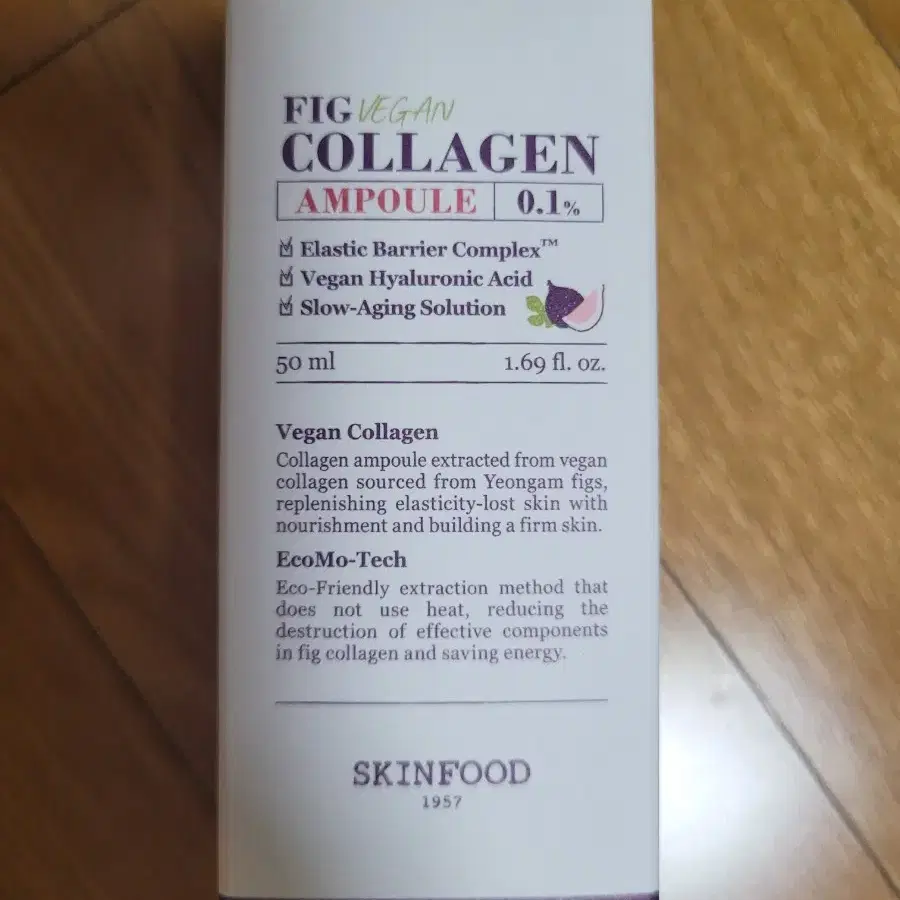 FIG VEGAN
COLLAGEN
AMPOULE 0.1%
Elastic Barrier Complex™
Vegan Hyaluronic Acid
Slow-Aging Solution
50 ml 1.69 fl. oz.
Vegan Collagen
Collagen ampoule extracted from vegan
collagen sourced from Yeongam figs,
replenishing elasticity-lost skin with
nourishment and building a firm skin.
EcoMo-Tech
Eco-Friendly extraction method that
does not use heat, reducing the
destruction of effective components
in fig collagen and saving energy.
SKINFOOD
1957